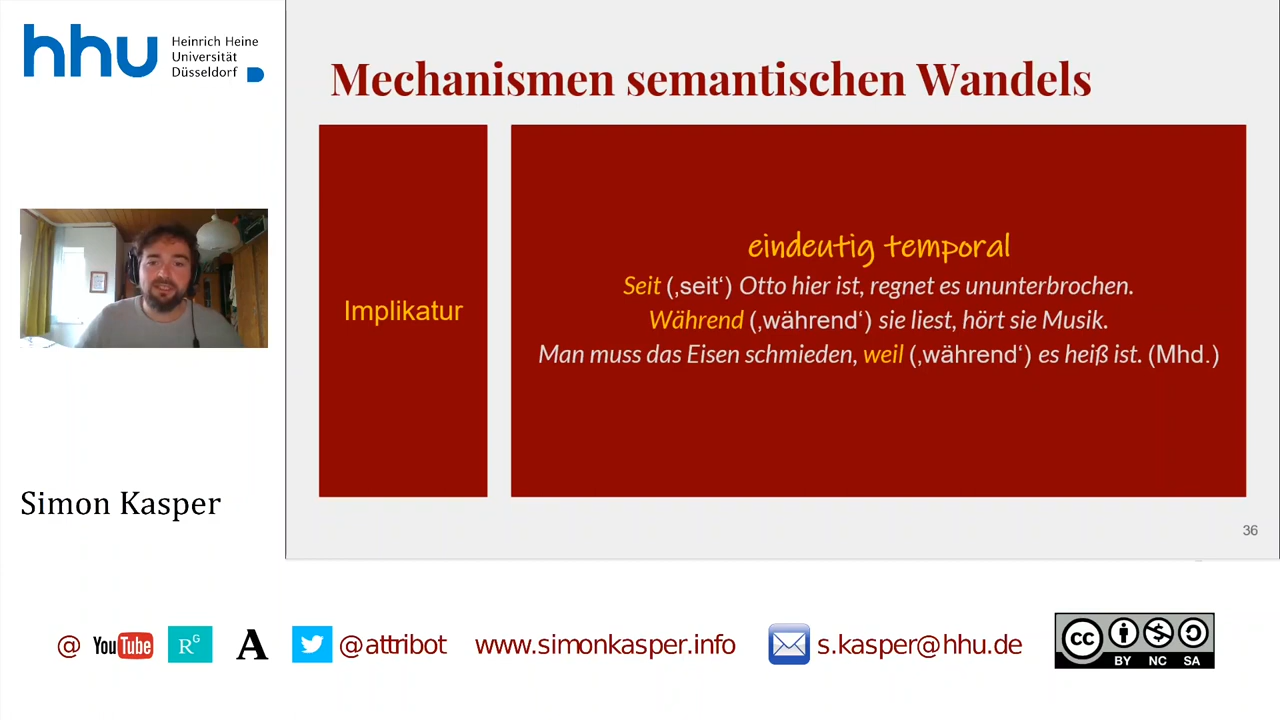 hhu
Heinrich Heine
Universität
Düsseldorf
Mechanismen semantischen Wandels
Implikatur
eindeutig temporal
Seit (‚seit‘) Otto hier ist, regnet es ununterbrochen.
Während (‚während‘) sie liest, hört sie Musik.
Man muss das Eisen schmieden, weil (‚während‘) es heiß ist. (Mhd.)
Simon Kasper
36
@ YouTube RG A @attribot www.simonkasper.info s.kasper@hhu.de
cc BY NC SA